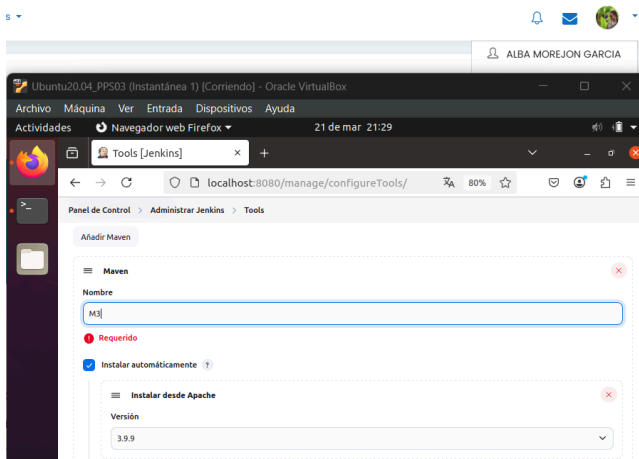 s
ALBA MOREJON GARCIA
Ubuntu20.04_PPS03 (Instantánea 1) [Corriendo] - Oracle VirtualBox
Archivo Máquina Ver Entrada Dispositivos Ayuda
Actividades Navegador web Firefox 21 de mar 21:29
Tools [Jenkins]
localhost:8080/manage/configureTools/ 80%
Panel de Control > Administrar Jenkins > Tools
Añadir Maven
Maven
Nombre
M3
Requerido
Instalar automáticamente ?
Instalar desde Apache
Versión
3.9.9